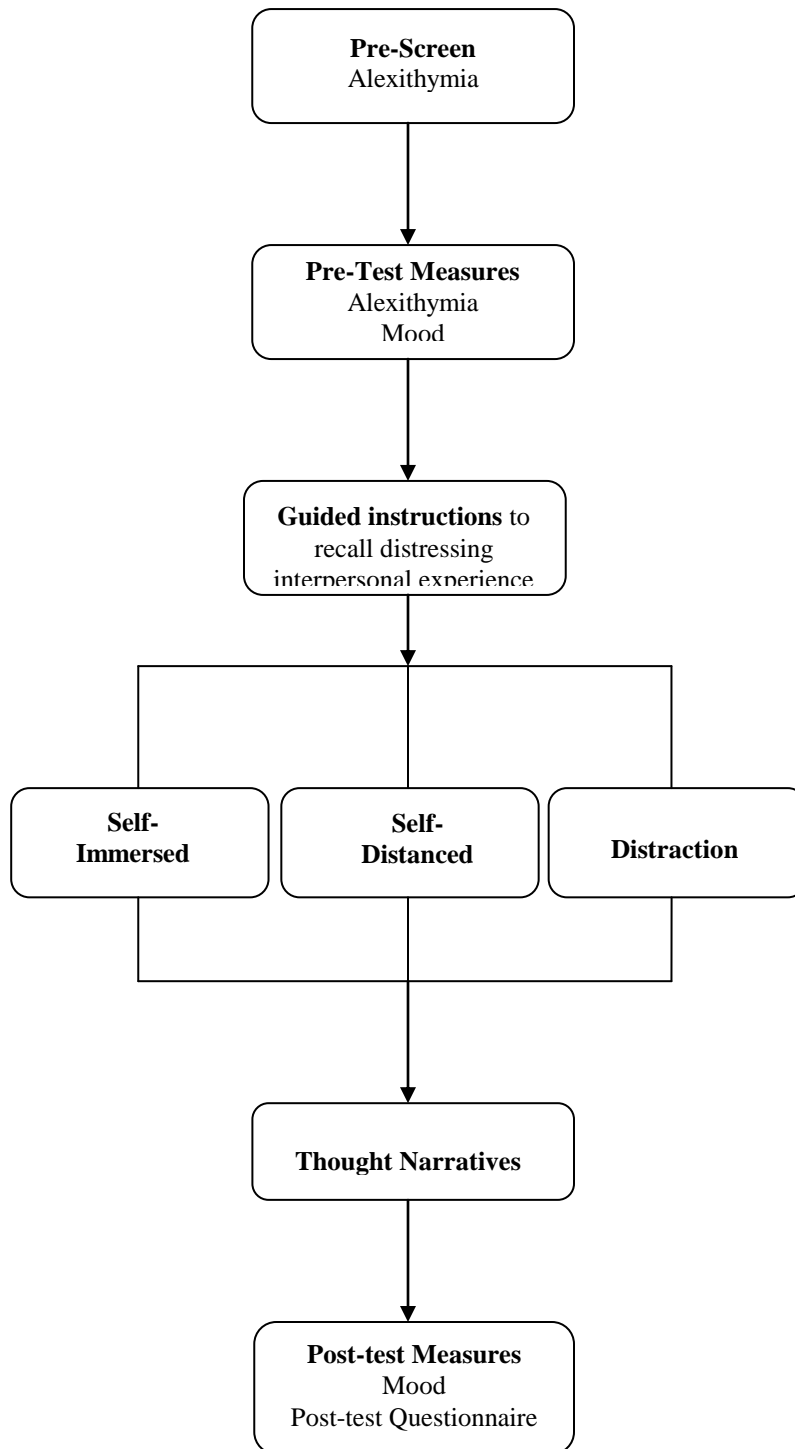 Pre-Screen
Alexithymia
Pre-Test Measures
Alexithymia
Mood
Guided instructions to
recall distressing
interpersonal experience
Self-
Immersed
Self-
Distanced
Distraction
Thought Narratives
Post-test Measures
Mood
Post-test Questionnaire